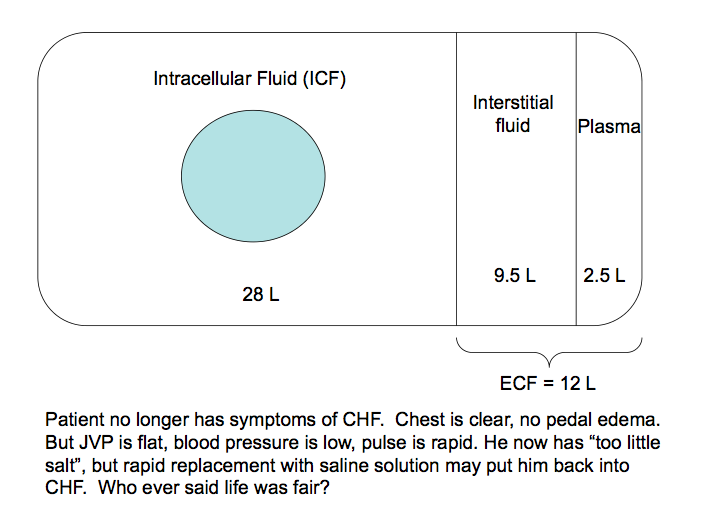 Intracellular Fluid (ICF)
Interstitial
fluid
Plasma
28 L
9.5 L
2.5 L
ECF = 12 L
Patient no longer has symptoms of CHF.  Chest is clear, no pedal edema.
But JVP is flat, blood pressure is low, pulse is rapid. He now has “too little
salt”, but rapid replacement with saline solution may put him back into
CHF.  Who ever said life was fair?